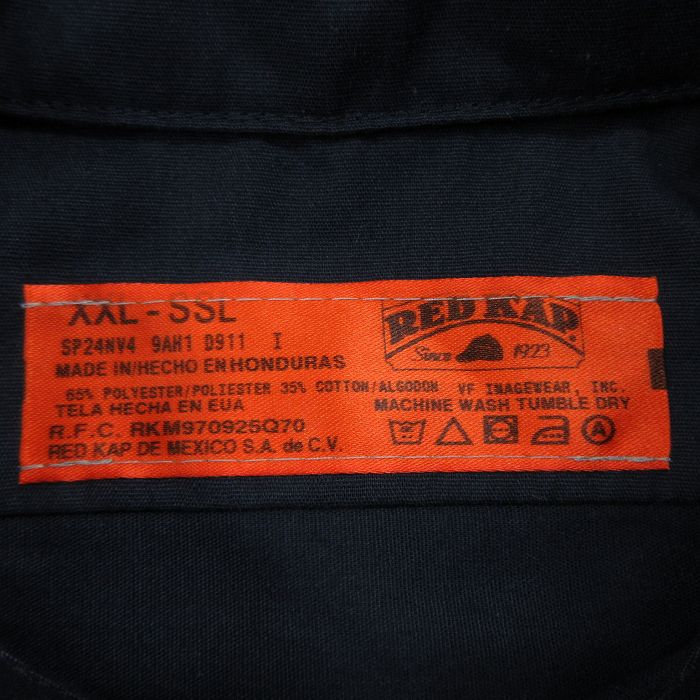 XXL - SSL
SP24NV4 9AH1 D911 I
MADE IN/HECHO EN HONDURAS
RED KAP
Since 1923
65% POLYESTER/POLIESTER 35% COTTON/ALGODON VF IMAGEWEAR, INC.
TELA HECHA EN EUA
MACHINE WASH TUMBLE DRY
R.F.C. RKM970925Q70
RED KAP DE MEXICO S.A. de C.V.
A